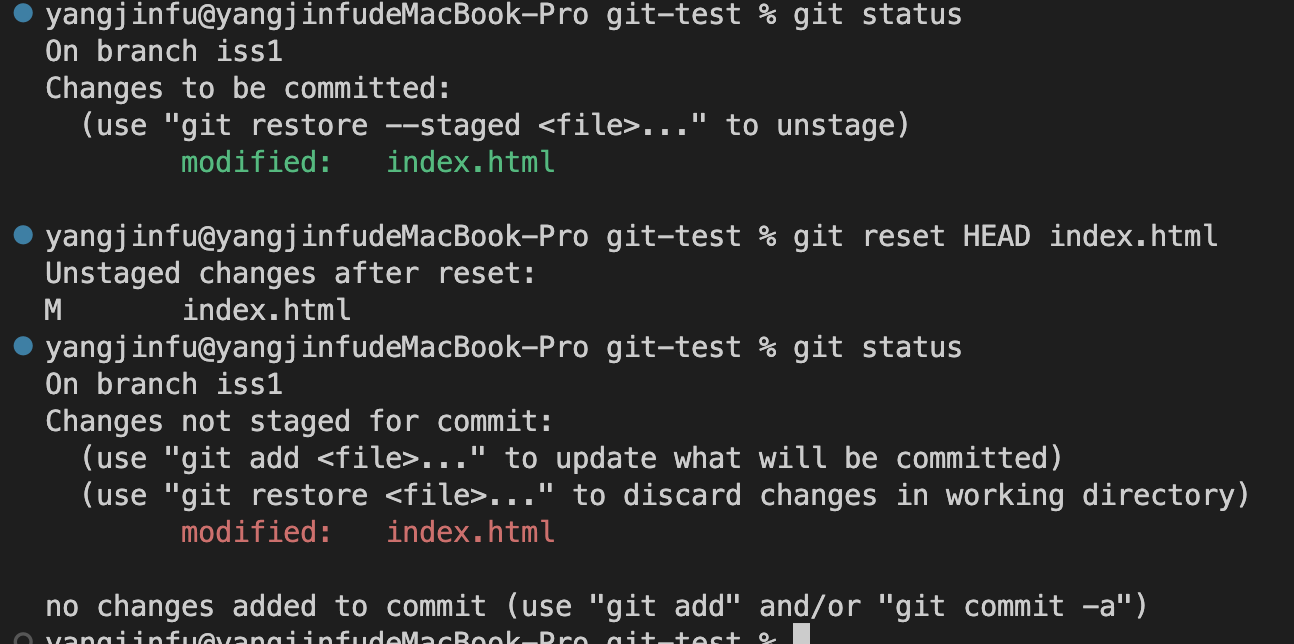 yangjinfu@yangjinfudeMacBook-Pro git-test % git status
On branch iss1
Changes to be committed:
  (use "git restore --staged <file>..." to unstage)
        modified:   index.html

yangjinfu@yangjinfudeMacBook-Pro git-test % git reset HEAD index.html
Unstaged changes after reset:
M       index.html
yangjinfu@yangjinfudeMacBook-Pro git-test % git status
On branch iss1
Changes not staged for commit:
  (use "git add <file>..." to update what will be committed)
  (use "git restore <file>..." to discard changes in working directory)
        modified:   index.html

no changes added to commit (use "git add" and/or "git commit -a")
yangjinfu@yangjinfudeMacBook-Pro git-test %